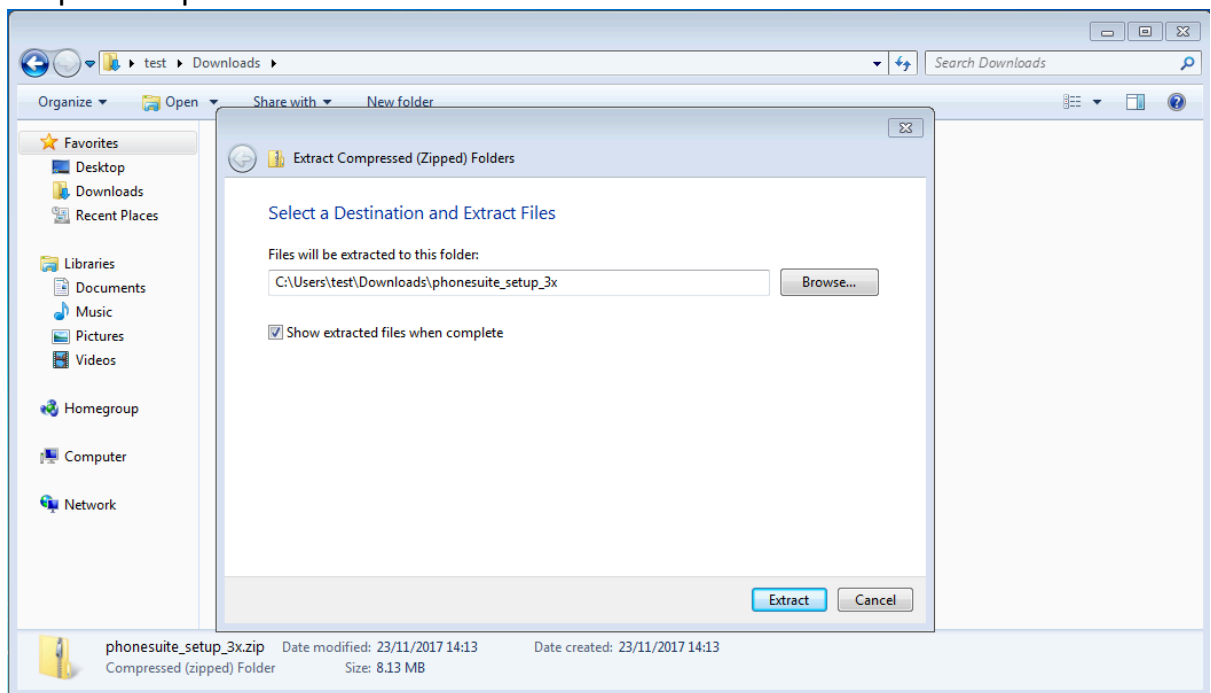 test ▸ Downloads ▸
Search Downloads
Organize Open Share with New folder
Extract Compressed (Zipped) Folders
Favorites
Desktop
Downloads
Recent Places
Libraries
Documents
Music
Pictures
Videos
Homegroup
Computer
Network
Select a Destination and Extract Files
Files will be extracted to this folder:
C:\Users\test\Downloads\phonesuite_setup_3x
Browse...
Show extracted files when complete
Extract Cancel
phonesuite_setup_3x.zip Date modified: 23/11/2017 14:13 Date created: 23/11/2017 14:13
Compressed (zipped) Folder Size: 8.13 MB